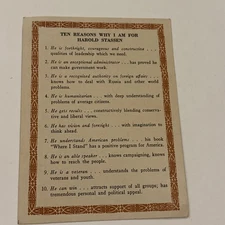 TEN REASONS WHY I AM FOR
HAROLD STASSEN
1. He is forthright, courageous and constructive . . .
qualities of leadership which we need.
2. He is an exceptional administrator . . . has proved he
can make government work.
3. He is a recognized authority on foreign affairs . . .
knows how to deal with Russia and other world
problems.
4. He is humanitarian . . . with deep understanding of
problems of average citizens.
5. He gets results . . . constructively blending conserva-
tive and liberal views.
6. He has vision and foresight . . . with imagination to
think ahead.
7. He understands American problems . . . his book
"Where I Stand" has a positive program for America.
8. He is an able speaker . . . knows campaigning, knows
how to reach the people.
9. He is a veteran . . . understands the problems of
veterans and youth.
10. He can win . . . attracts support of all groups; has
tremendous personal and political appeal.